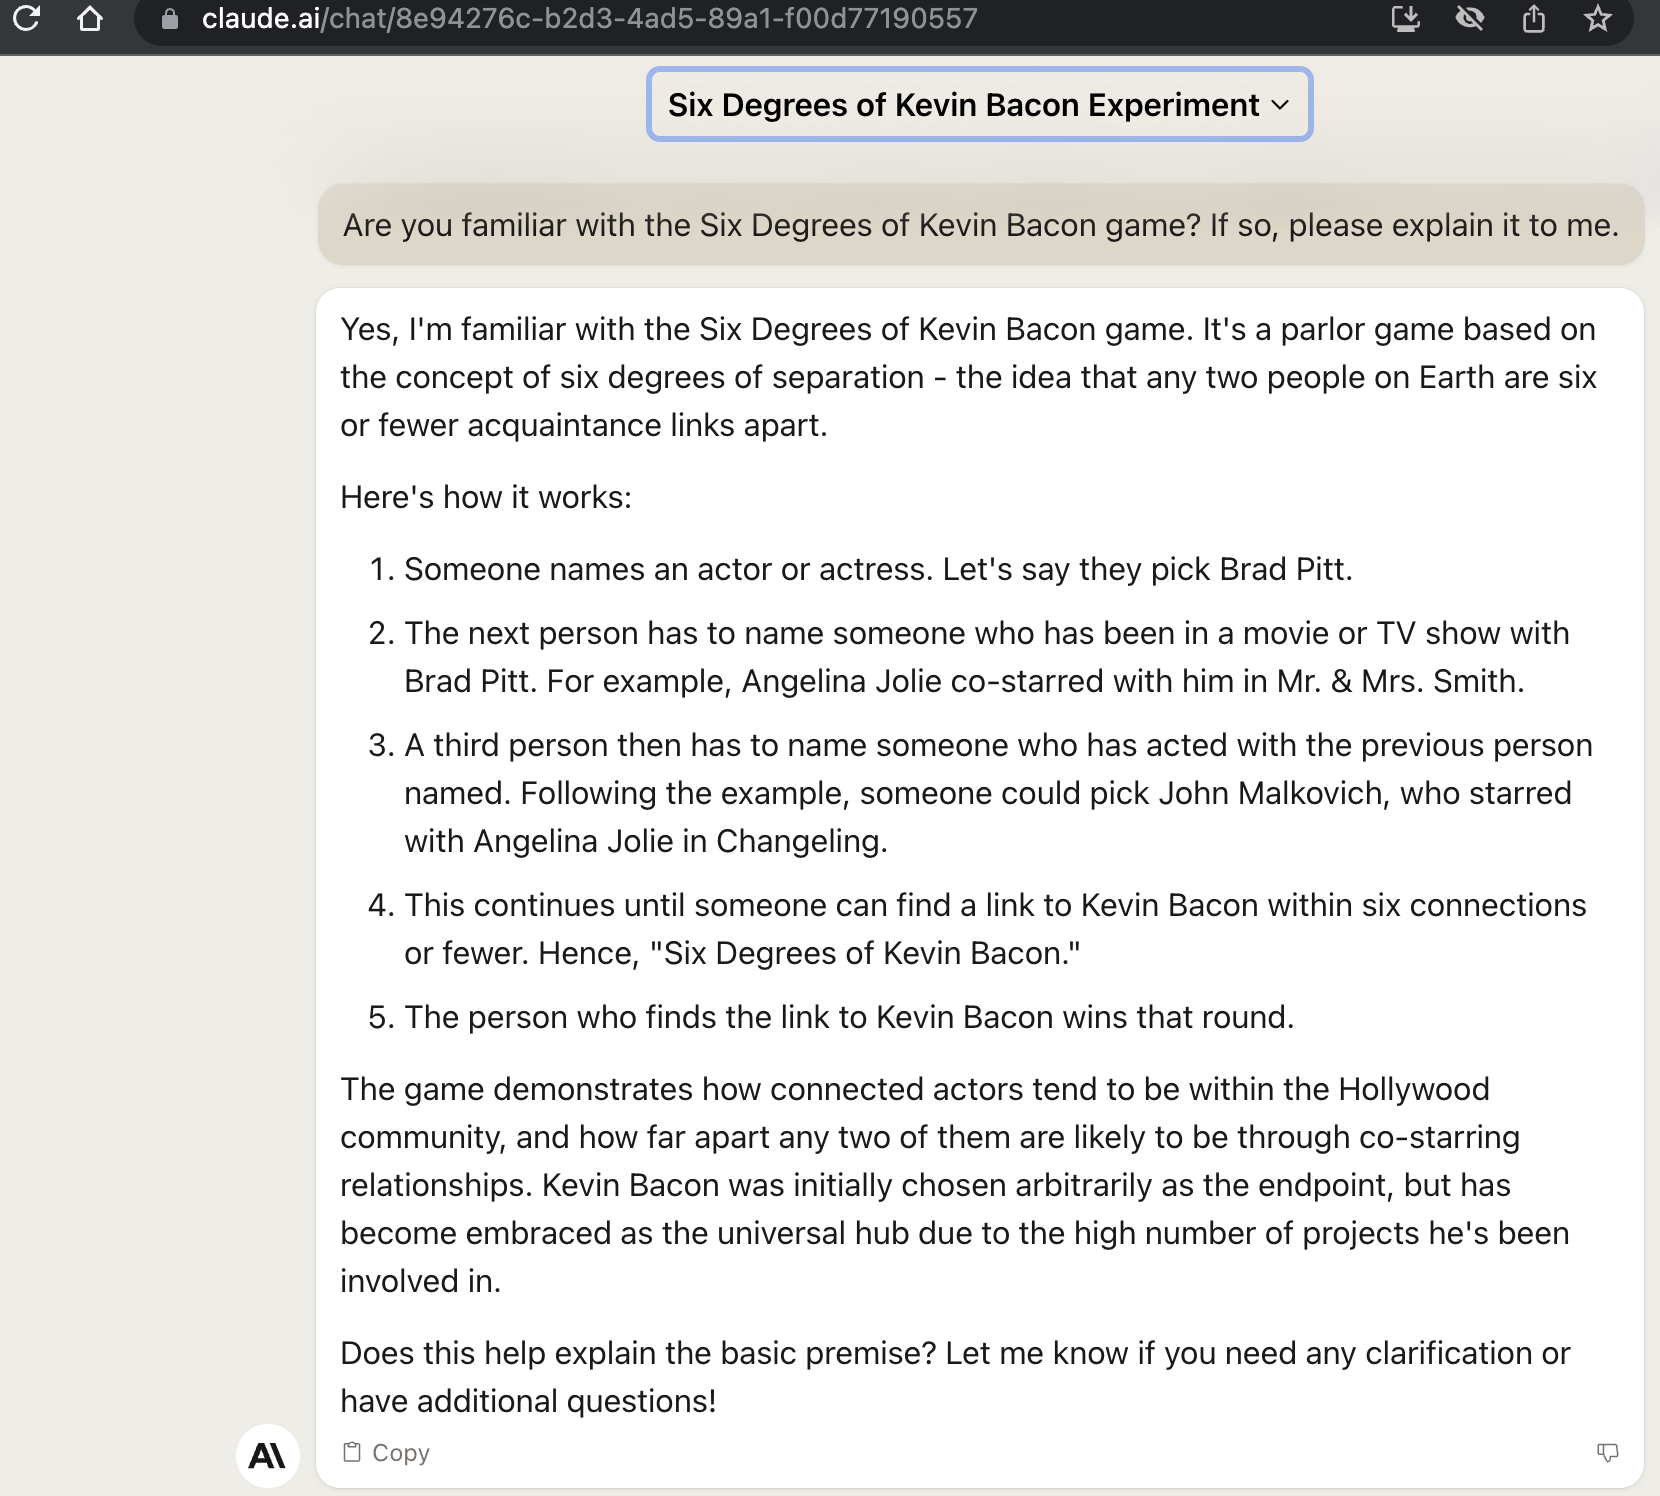 claude.ai/chat/8e94276c-b2d3-4ad5-89a1-f00d77190557
Six Degrees of Kevin Bacon Experiment
Are you familiar with the Six Degrees of Kevin Bacon game? If so, please explain it to me.
Yes, I'm familiar with the Six Degrees of Kevin Bacon game. It's a parlor game based on
the concept of six degrees of separation - the idea that any two people on Earth are six
or fewer acquaintance links apart.
Here's how it works:
1. Someone names an actor or actress. Let's say they pick Brad Pitt.
2. The next person has to name someone who has been in a movie or TV show with
Brad Pitt. For example, Angelina Jolie co-starred with him in Mr. & Mrs. Smith.
3. A third person then has to name someone who has acted with the previous person
named. Following the example, someone could pick John Malkovich, who starred
with Angelina Jolie in Changeling.
4. This continues until someone can find a link to Kevin Bacon within six connections
or fewer. Hence, "Six Degrees of Kevin Bacon."
5. The person who finds the link to Kevin Bacon wins that round.
The game demonstrates how connected actors tend to be within the Hollywood
community, and how far apart any two of them are likely to be through co-starring
relationships. Kevin Bacon was initially chosen arbitrarily as the endpoint, but has
become embraced as the universal hub due to the high number of projects he's been
involved in.
Does this help explain the basic premise? Let me know if you need any clarification or
have additional questions!
A\
Copy